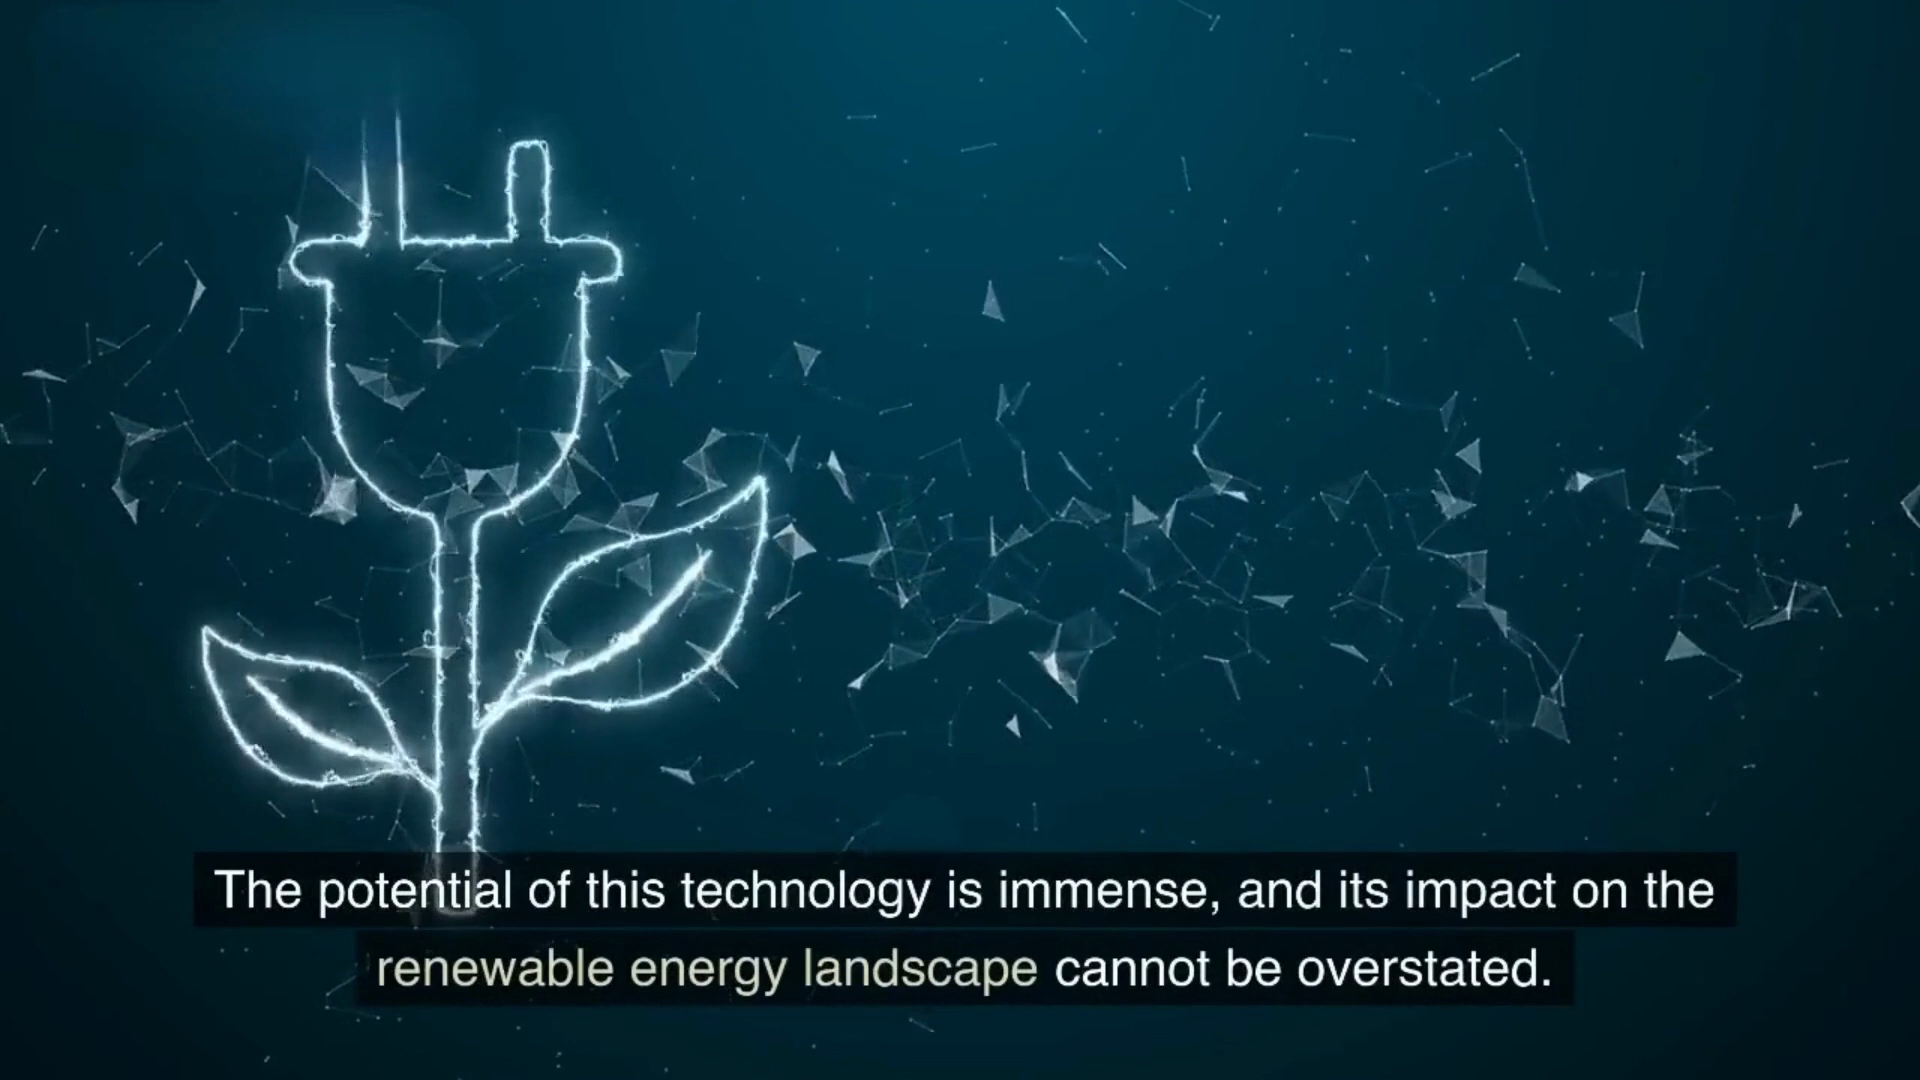 The potential of this technology is immense, and its impact on the
renewable energy landscape cannot be overstated.